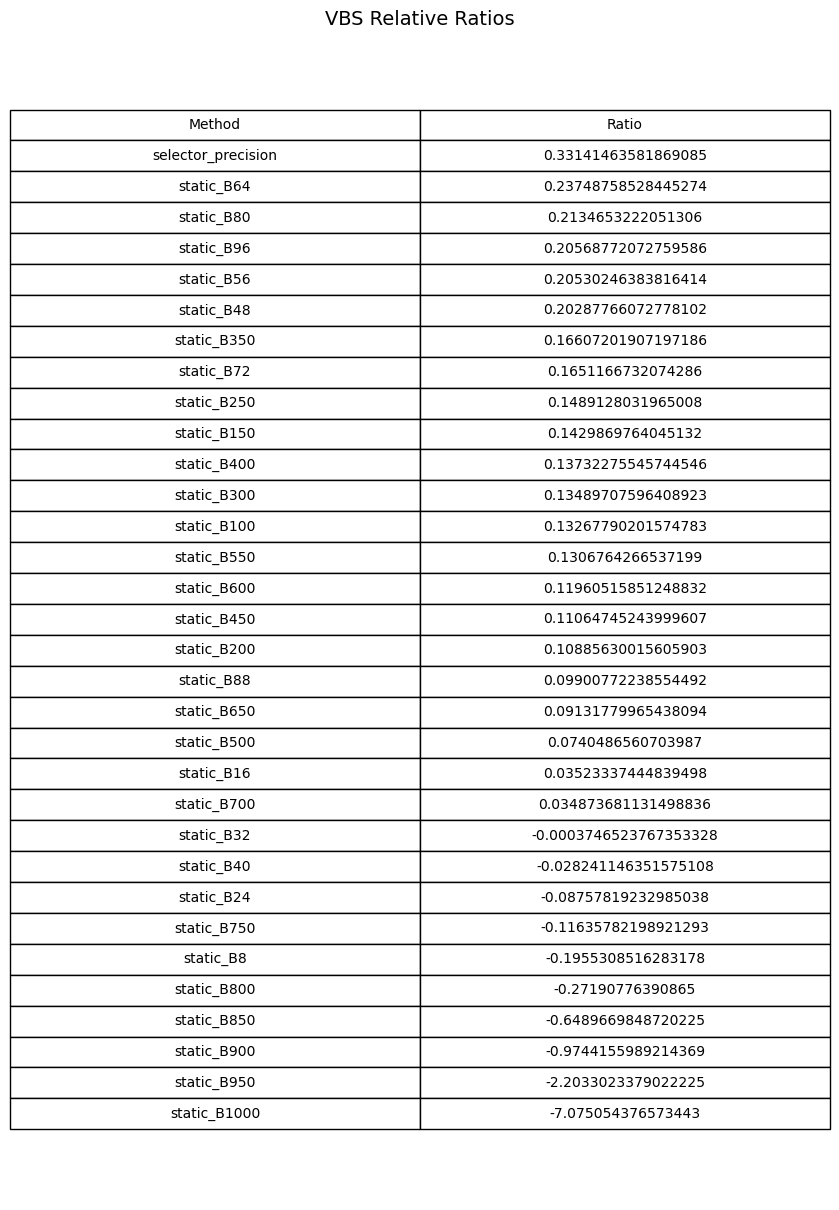 VBS Relative Ratios
Method Ratio
selector_precision 0.33141463581869085
static_B64 0.23748758528445274
static_B80 0.2134653222051306
static_B96 0.20568772072759586
static_B56 0.20530246383816414
static_B48 0.20287766072778102
static_B350 0.16607201907197186
static_B72 0.1651166732074286
static_B250 0.1489128031965008
static_B150 0.1429869764045132
static_B400 0.13732275545744546
static_B300 0.13489707596408923
static_B100 0.13267790201574783
static_B550 0.1306764266537199
static_B600 0.11960515851248832
static_B450 0.11064745243999607
static_B200 0.10885630015605903
static_B88 0.09900772238554492
static_B650 0.09131779965438094
static_B500 0.0740486560703987
static_B16 0.03523337444839498
static_B700 0.034873681131498836
static_B32 -0.0003746523767353328
static_B40 -0.028241146351575108
static_B24 -0.08757819232985038
static_B750 -0.11635782198921293
static_B8 -0.1955308516283178
static_B800 -0.27190776390865
static_B850 -0.6489669848720225
static_B900 -0.9744155989214369
static_B950 -2.2033023379022225
static_B1000 -7.075054376573443